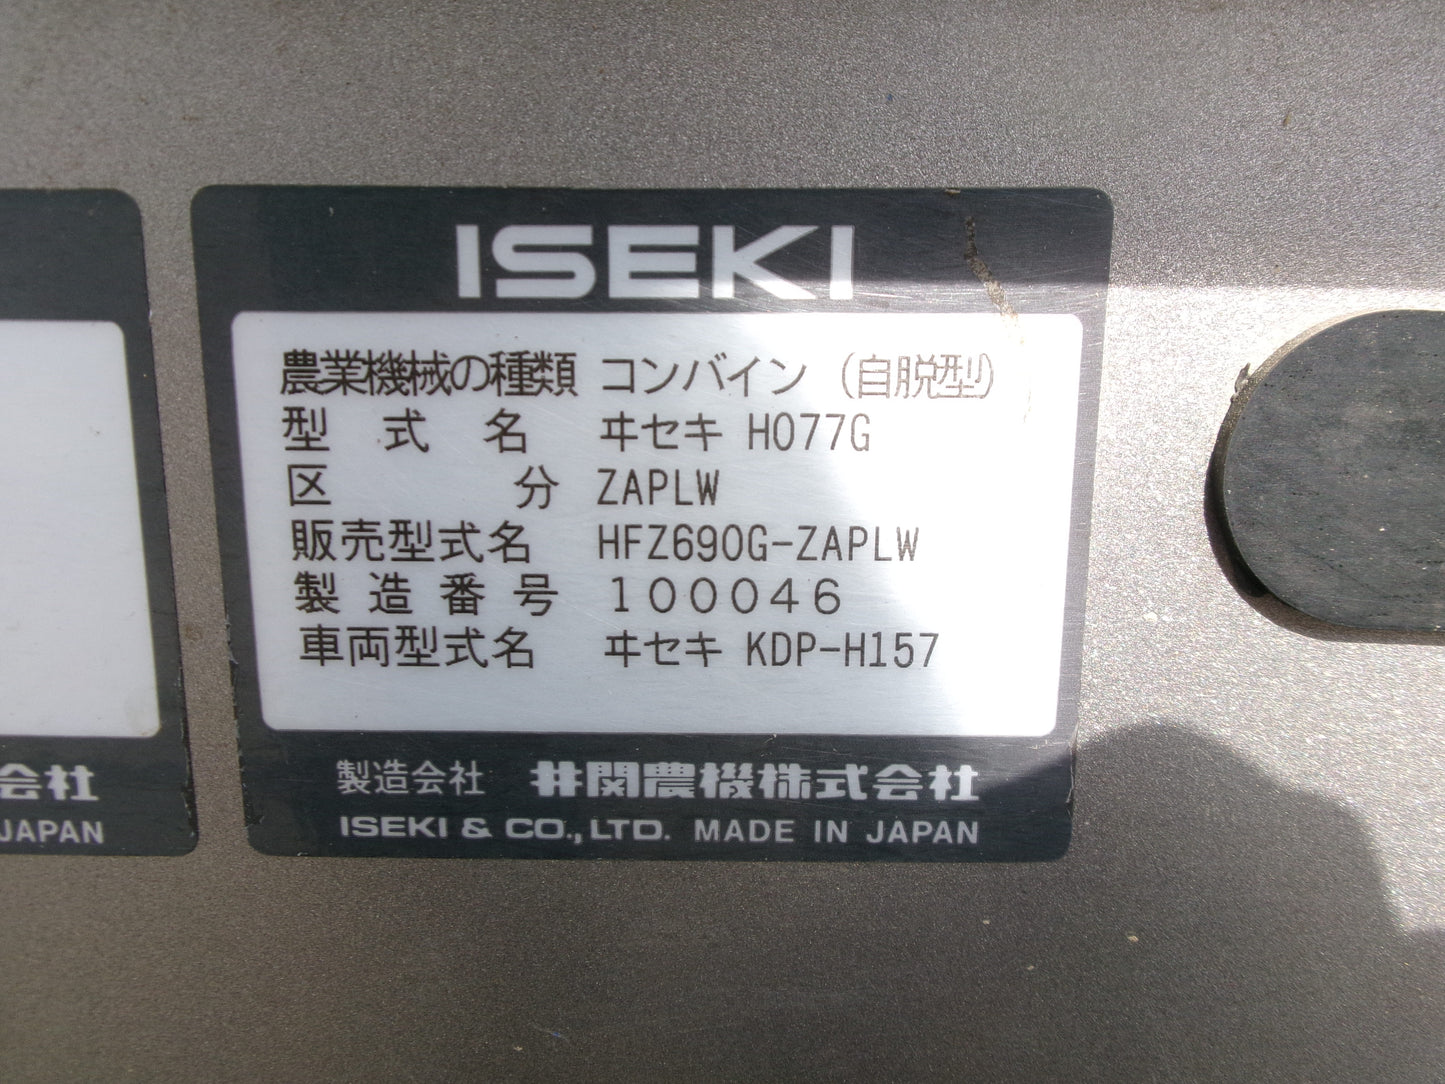 ISEKI
農業機械の種類 コンバイン（自脱型）
型式名 ヰセキ H077G
区分 ZAPLW
販売型式名 HFZ690G-ZAPLW
製造番号 100046
車両型式名 ヰセキ KDP-H157
製造会社 井関農機株式会社
ISEKI & CO.,LTD. MADE IN JAPAN
会社
JAPAN